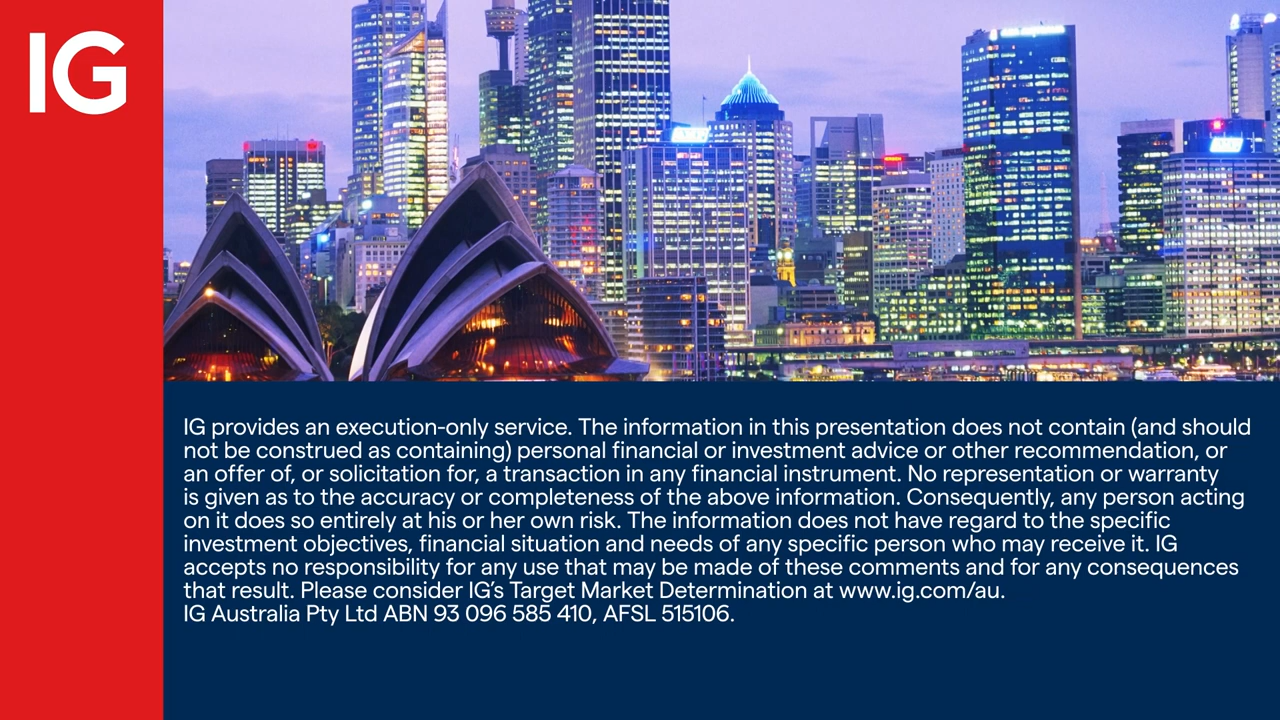 IG
IG provides an execution-only service. The information in this presentation does not contain (and should
not be construed as containing) personal financial or investment advice or other recommendation, or
an offer of, or solicitation for, a transaction in any financial instrument. No representation or warranty
is given as to the accuracy or completeness of the above information. Consequently, any person acting
on it does so entirely at his or her own risk. The information does not have regard to the specific
investment objectives, financial situation and needs of any specific person who may receive it. IG
accepts no responsibility for any use that may be made of these comments and for any consequences
that result. Please consider IG’s Target Market Determination at www.ig.com/au.
IG Australia Pty Ltd ABN 93 096 585 410, AFSL 515106.